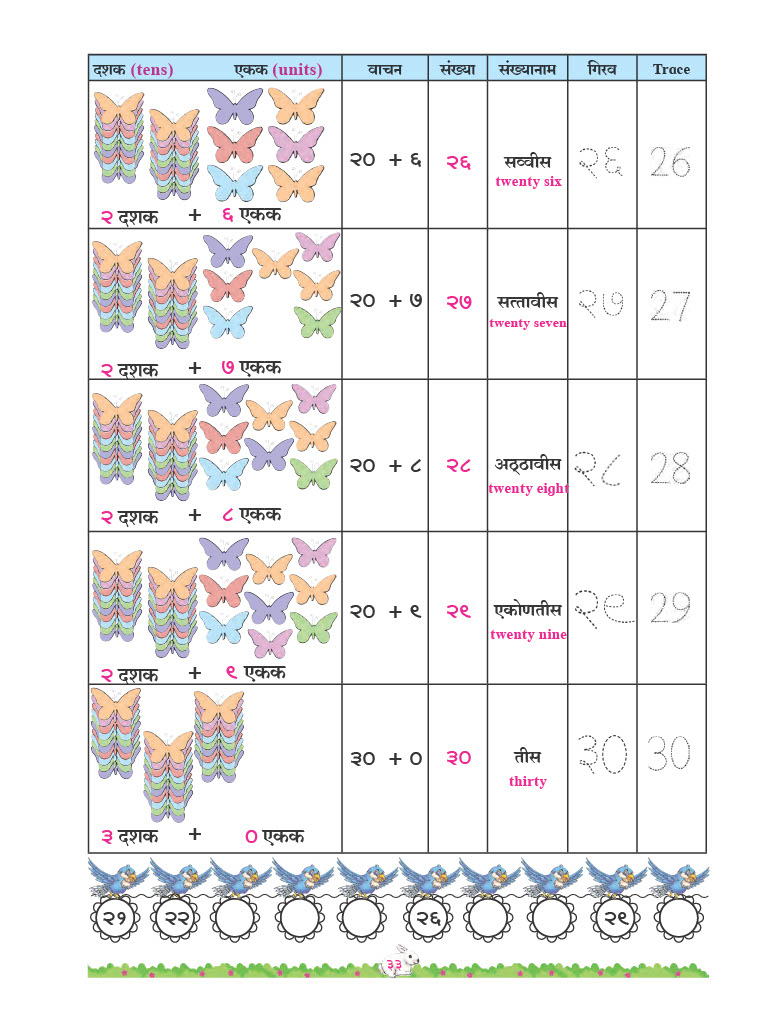 दशक (tens) एकक (units) वाचन संख्या संख्यानाम गिरव Trace
२० + ६ २६ सव्वीस २६ 26
twenty six
२ दशक + ६ एकक
२० + ७ २७ सत्तावीस २७ 27
twenty seven
२ दशक + ७ एकक
२० + ८ २८ अठ्ठावीस २८ 28
twenty eight
२ दशक + ८ एकक
२० + ९ २९ एकोणतीस २९ 29
twenty nine
२ दशक + ९ एकक
३० + ० ३० तीस ३० 30
thirty
३ दशक + ० एकक
२१ २२ २६ २९
३३